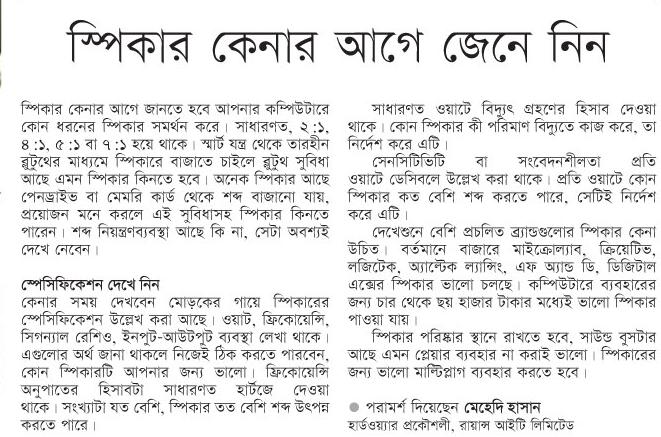 স্পিকার কেনার আগে জেনে নিন
স্পিকার কেনার আগে জানতে হবে আপনার কম্পিউটারে
কোন ধরনের স্পিকার সমর্থন করে। সাধারণত, ২ :১,
৪ :১, ৫ :১ বা ৭ :১ হয়ে থাকে। স্মার্ট যন্ত্র থেকে তারহীন
ব্লুটুথের মাধ্যমে স্পিকারে বাজাতে চাইলে ব্লুটুথ সুবিধা
আছে এমন স্পিকার কিনতে হবে। অনেক স্পিকার আছে
পেনড্রাইভ বা মেমরি কার্ড থেকে শব্দ বাজানো যায়,
প্রয়োজন মনে করলে এই সুবিধাসহ স্পিকার কিনতে
পারেন। শব্দ নিয়ন্ত্রণব্যবস্থা আছে কি না, সেটা অবশ্যই
দেখে নেবেন।
স্পেসিফিকেশন দেখে নিন
কেনার সময় দেখবেন মোড়কের গায়ে স্পিকারের
স্পেসিফিকেশন উল্লেখ করা আছে। ওয়াট, ফ্রিকোয়েন্সি,
সিগন্যাল রেশিও, ইনপুট-আউটপুট ব্যবস্থা লেখা থাকে।
এগুলোর অর্থ জানা থাকলে নিজেই ঠিক করতে পারবেন,
কোন স্পিকারটি আপনার জন্য ভালো। ফ্রিকোয়েন্সি
অনুপাতের হিসাবটা সাধারণত হার্টজে দেওয়া
থাকে। সংখ্যাটা যত বেশি, স্পিকার তত বেশি শব্দ উৎপন্ন
করতে পারে।
সাধারণত ওয়াটে বিদ্যুৎ গ্রহণের হিসাব দেওয়া
থাকে। কোন স্পিকার কী পরিমাণ বিদ্যুতে কাজ করে, তা
নির্দেশ করে এটি।
সেনসিটিভিটি বা সংবেদনশীলতা প্রতি
ওয়াটে ডেসিবলে উল্লেখ করা থাকে। প্রতি ওয়াটে কোন
স্পিকার কত বেশি শব্দ করতে পারে, সেটিই নির্দেশ
করে এটি।
দেখেশুনে বেশি প্রচলিত ব্র্যান্ডগুলোর স্পিকার কেনা
উচিত। বর্তমানে বাজারে মাইক্রোল্যাব, ক্রিয়েটিভ,
লজিটেক, অ্যাল্টেক ল্যান্সিং, এফ অ্যান্ড ডি, ডিজিটাল
এক্সের স্পিকার ভালো চলছে। কম্পিউটারে ব্যবহারের
জন্য চার থেকে ছয় হাজার টাকার মধ্যেই ভালো স্পিকার
পাওয়া যায়।
স্পিকার পরিষ্কার স্থানে রাখতে হবে, সাউন্ড বুসটার
আছে এমন প্লেয়ার ব্যবহার না করাই ভালো। স্পিকারের
জন্য ভালো মাল্টিপ্লাগ ব্যবহার করতে হবে।
● পরামর্শ দিয়েছেন মেহেদি হাসান
হার্ডওয়্যার প্রকৌশলী, রায়ান্স আইটি লিমিটেড